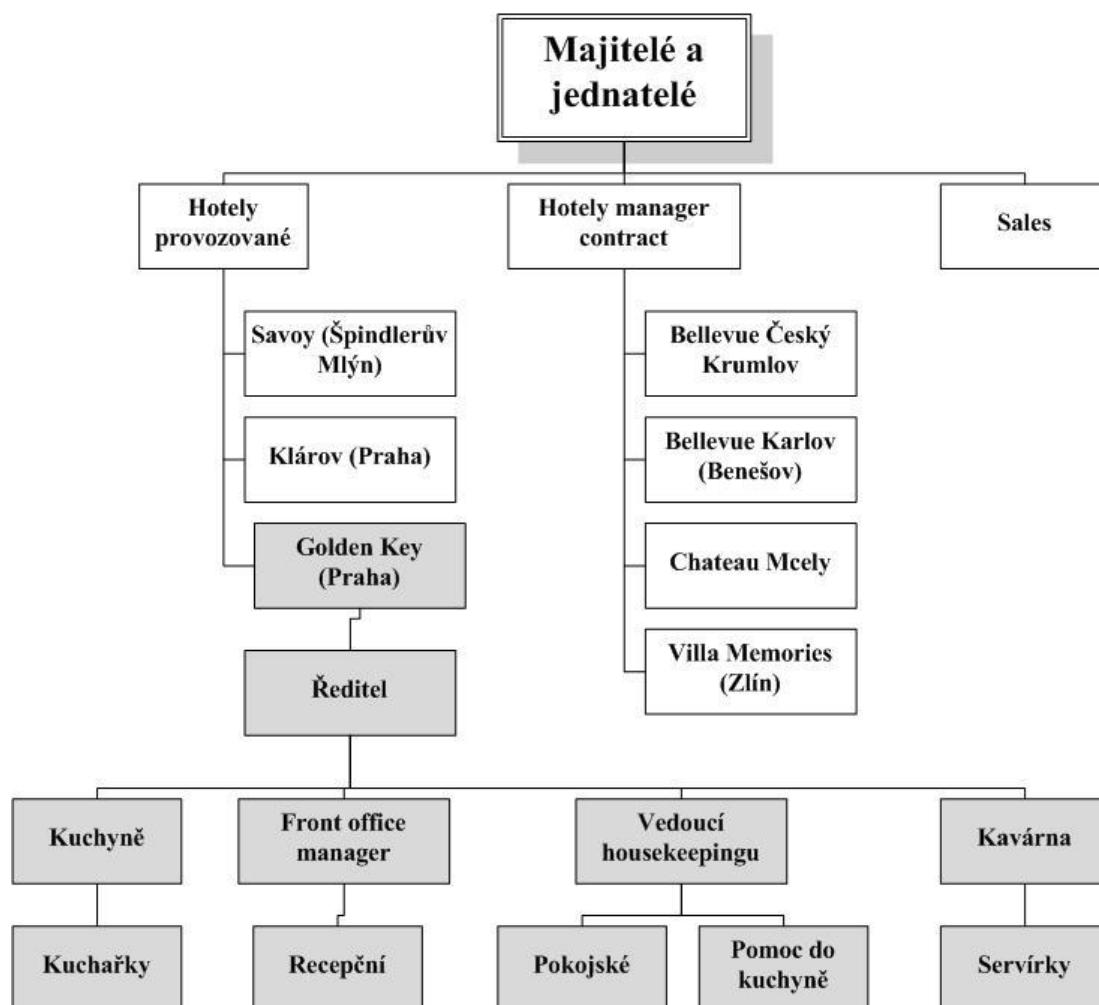 Majitelé a
jednatelé
Hotely
provozované
Hotely manager
contract
Sales
Savoy (Špindlerův
Mlýn)
Klárov (Praha)
Golden Key
(Praha)
Bellevue Český
Krumlov
Bellevue Karlov
(Benešov)
Chateau Mcely
Villa Memories
(Zlín)
Ředitel
Kuchyně
Front office
manager
Vedoucí
housekeepingu
Kavárna
Kuchařky
Recepční
Pokojské
Pomoc do
kuchyně
Servírky